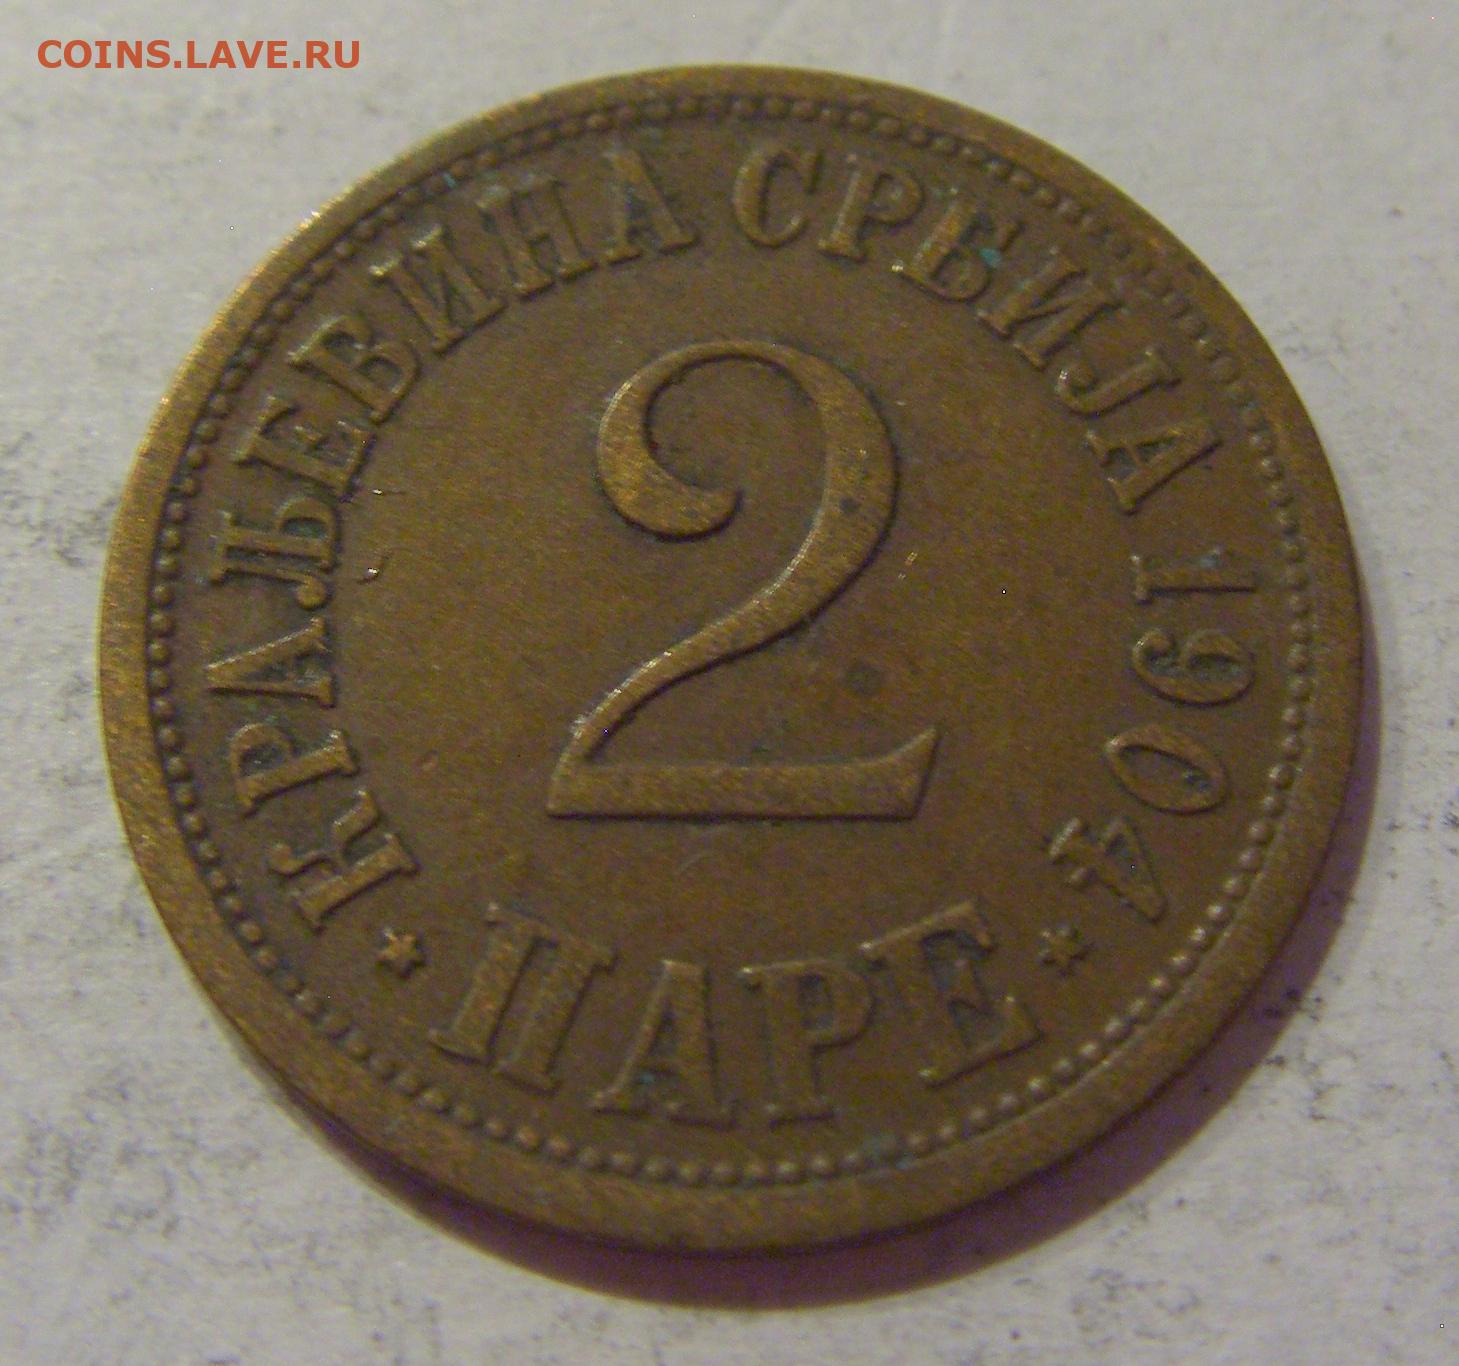 COINS.LAVE.RU
КРАЉЕВИНА СРБИЈА 1904
2
ПАРЕ